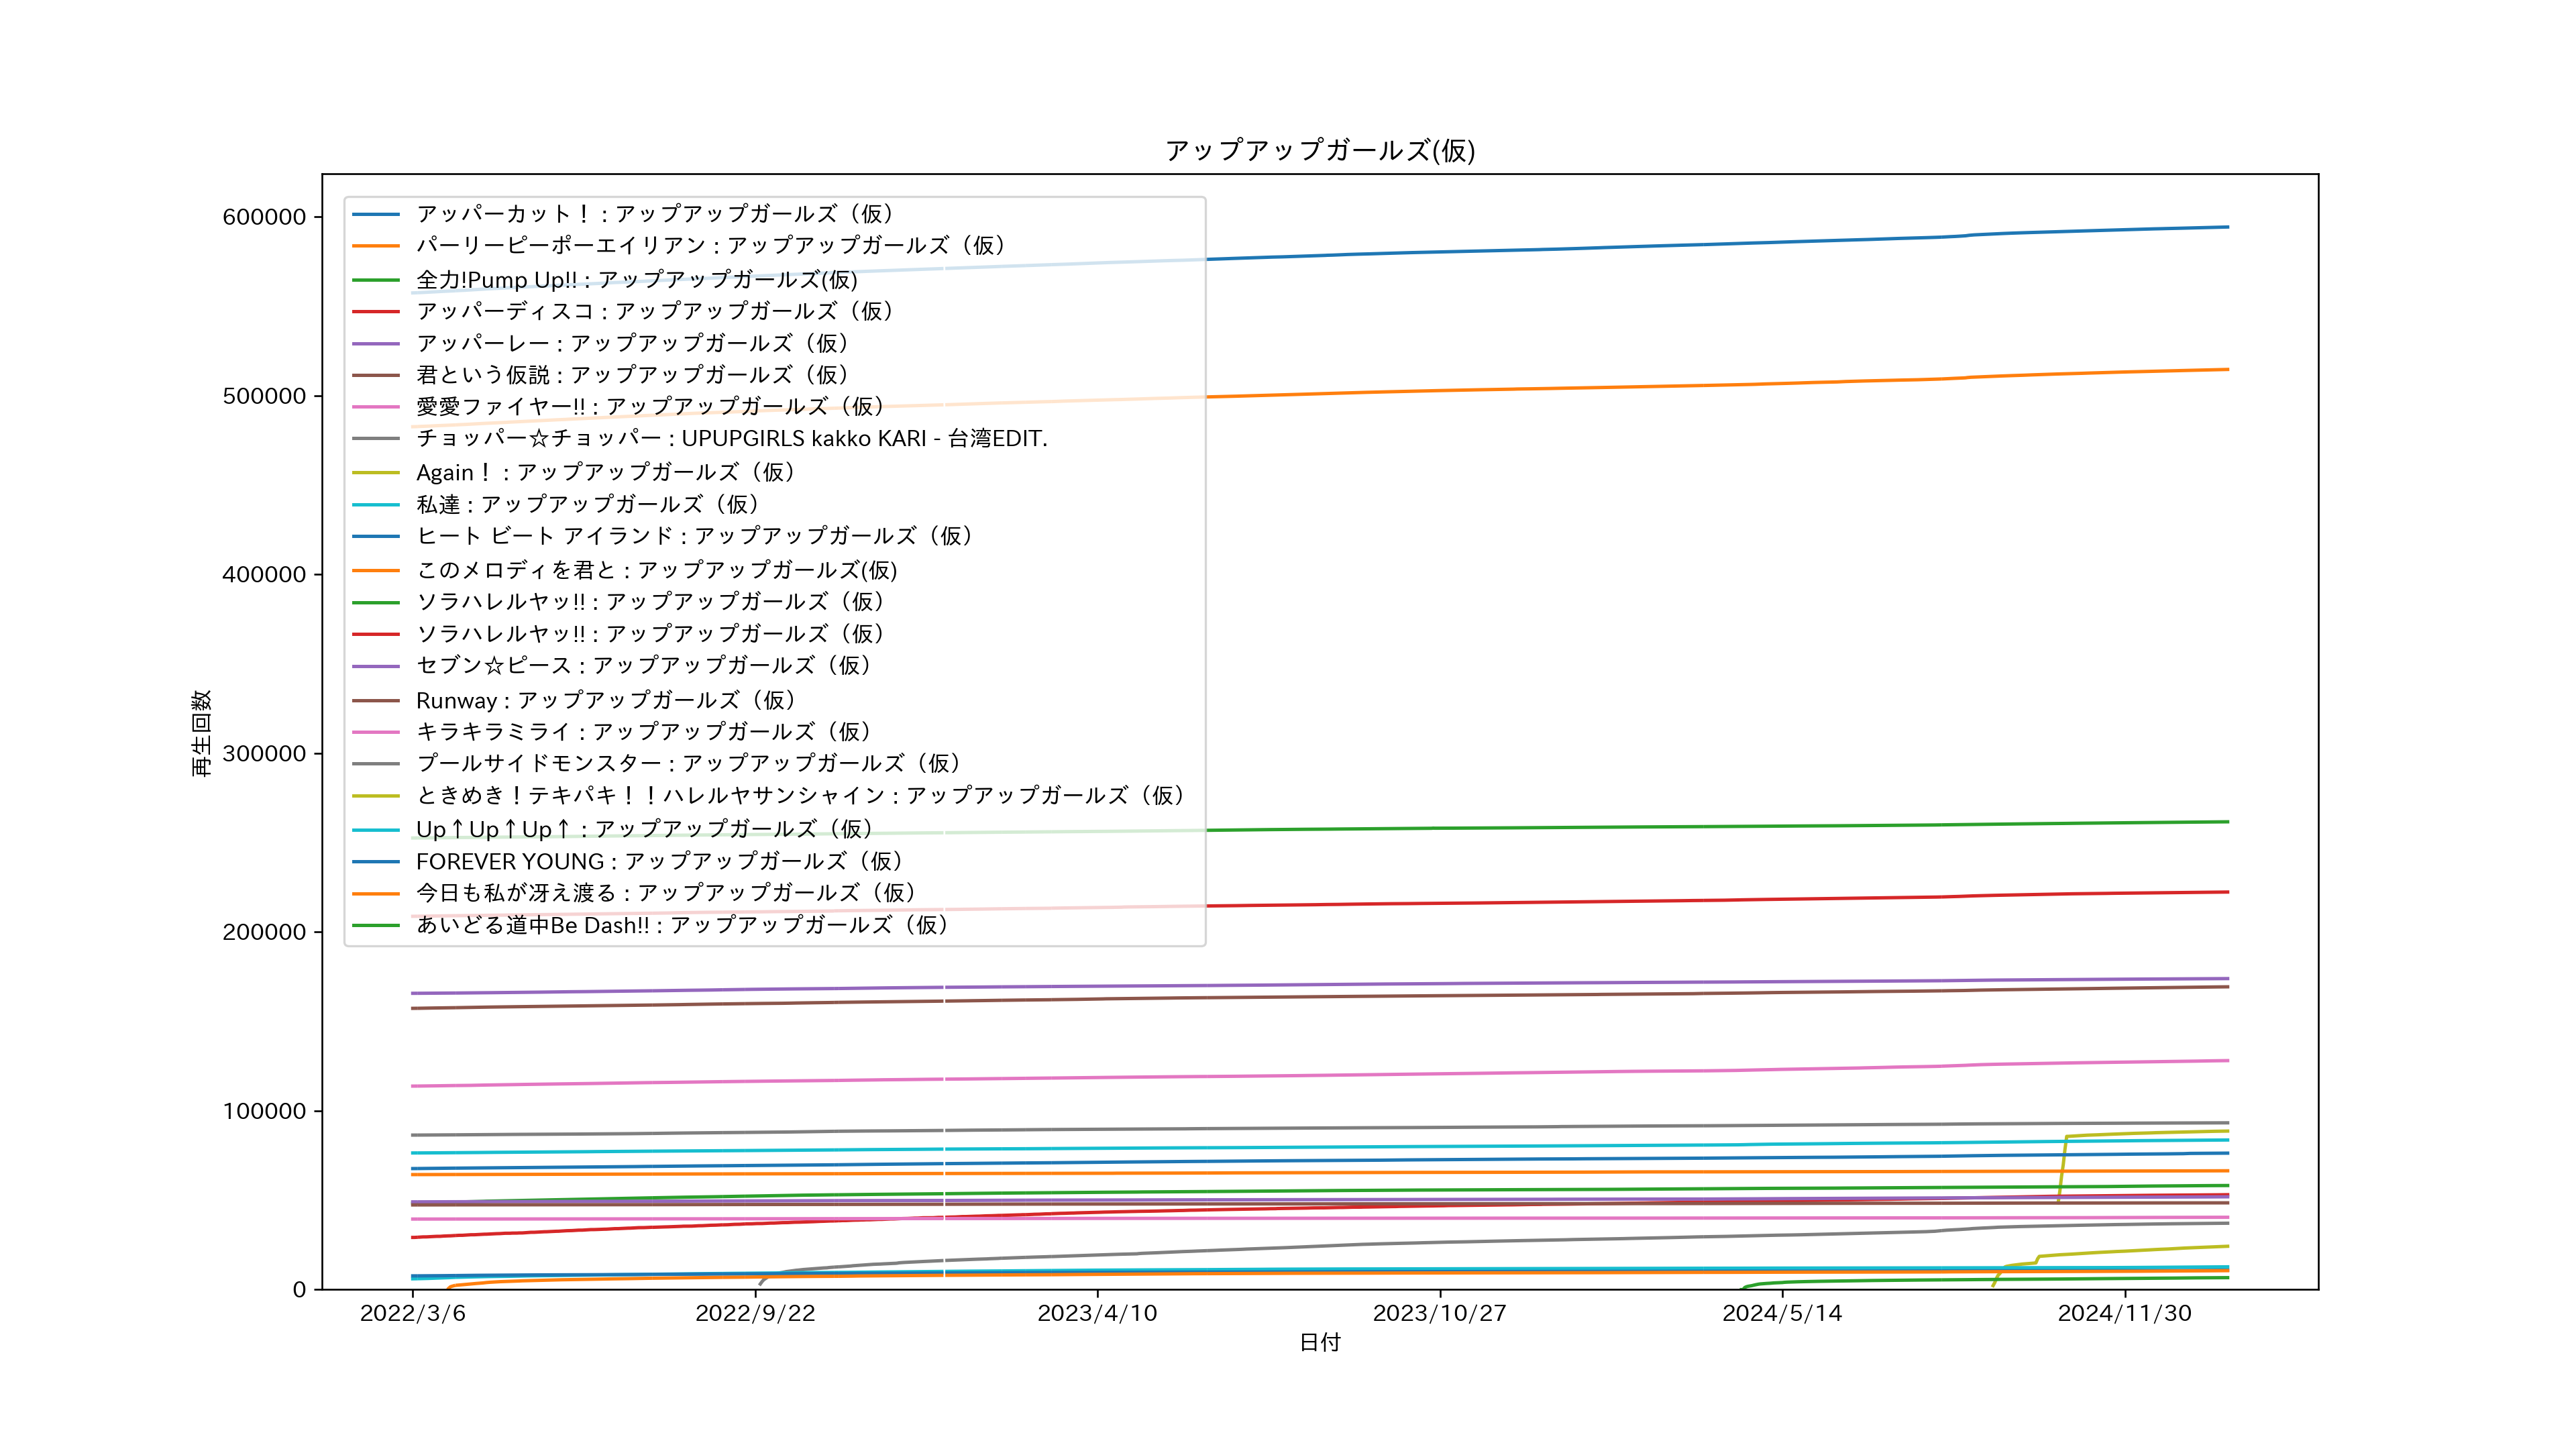 アップアップガールズ(仮)
600000
500000
400000
300000
200000
100000
0
再生回数
アッパーカット！ : アップアップガールズ（仮）
パーリーピーポーエイリアン : アップアップガールズ（仮）
全力!Pump Up!! : アップアップガールズ(仮)
アッパーディスコ : アップアップガールズ（仮）
アッパーレー : アップアップガールズ（仮）
君という仮説 : アップアップガールズ（仮）
愛愛ファイヤー!! : アップアップガールズ（仮）
チョッパー☆チョッパー : UPUPGIRLS kakko KARI - 台湾EDIT.
Again！ : アップアップガールズ（仮）
私達 : アップアップガールズ（仮）
ヒート ビート アイランド : アップアップガールズ（仮）
このメロディを君と : アップアップガールズ(仮)
ソラハレルヤッ!! : アップアップガールズ（仮）
ソラハレルヤッ!! : アップアップガールズ（仮）
セブン☆ピース : アップアップガールズ（仮）
Runway : アップアップガールズ（仮）
キラキラミライ : アップアップガールズ（仮）
プールサイドモンスター : アップアップガールズ（仮）
ときめき！テキパキ！！ハレルヤサンシャイン : アップアップガールズ（仮）
Up↑Up↑Up↑ : アップアップガールズ（仮）
FOREVER YOUNG : アップアップガールズ（仮）
今日も私が冴え渡る : アップアップガールズ（仮）
あいどる道中Be Dash!! : アップアップガールズ（仮）
2022/3/6
2022/9/22
2023/4/10
2023/10/27
2024/5/14
2024/11/30
日付